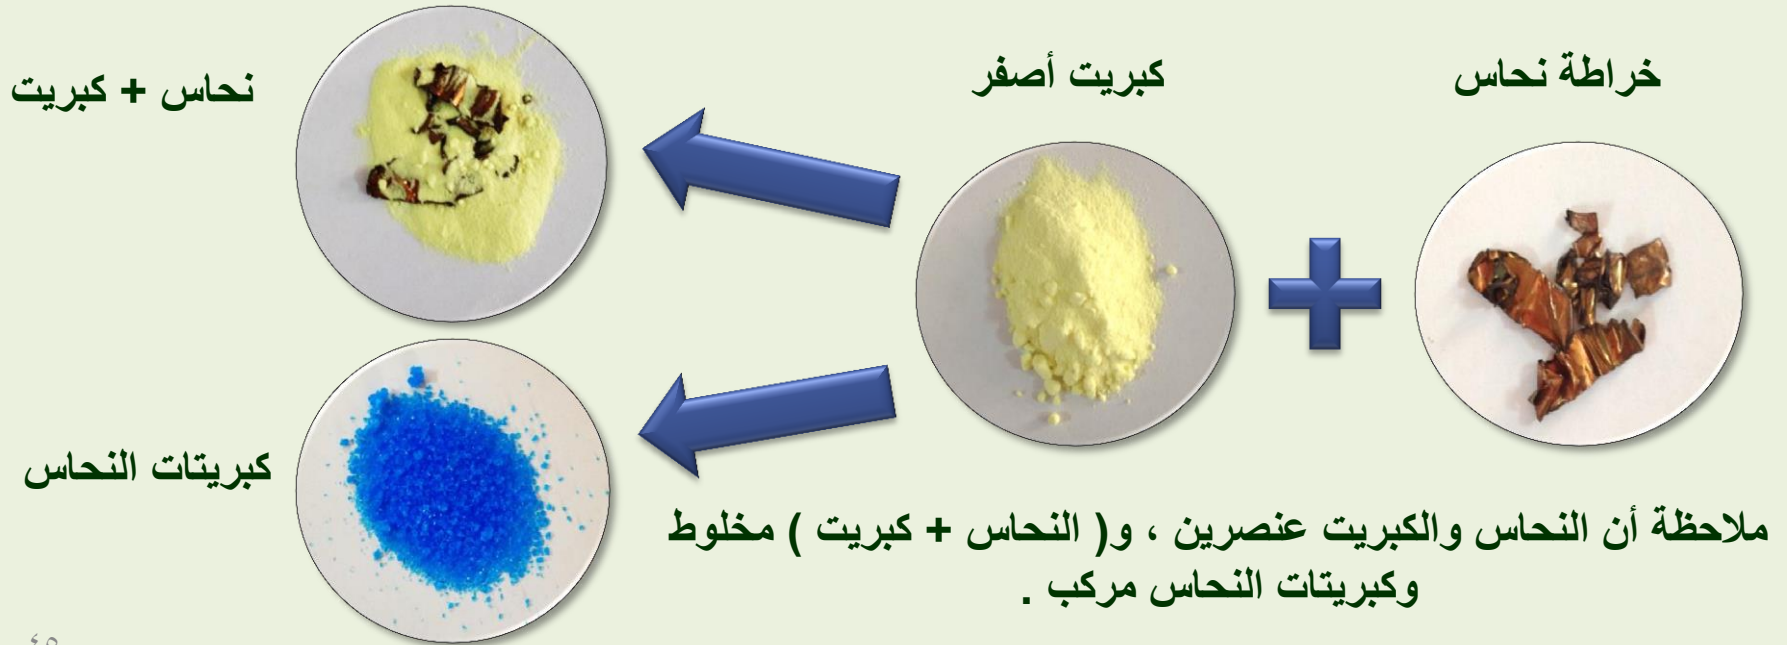 خراطة نحاس
كبريت أصفر
نحاس + كبريت
كبريتات النحاس
ملاحظة أن النحاس والكبريت عنصرين ، و( النحاس + كبريت ) مخلوط
وكبريتات النحاس مركب .
٤٥